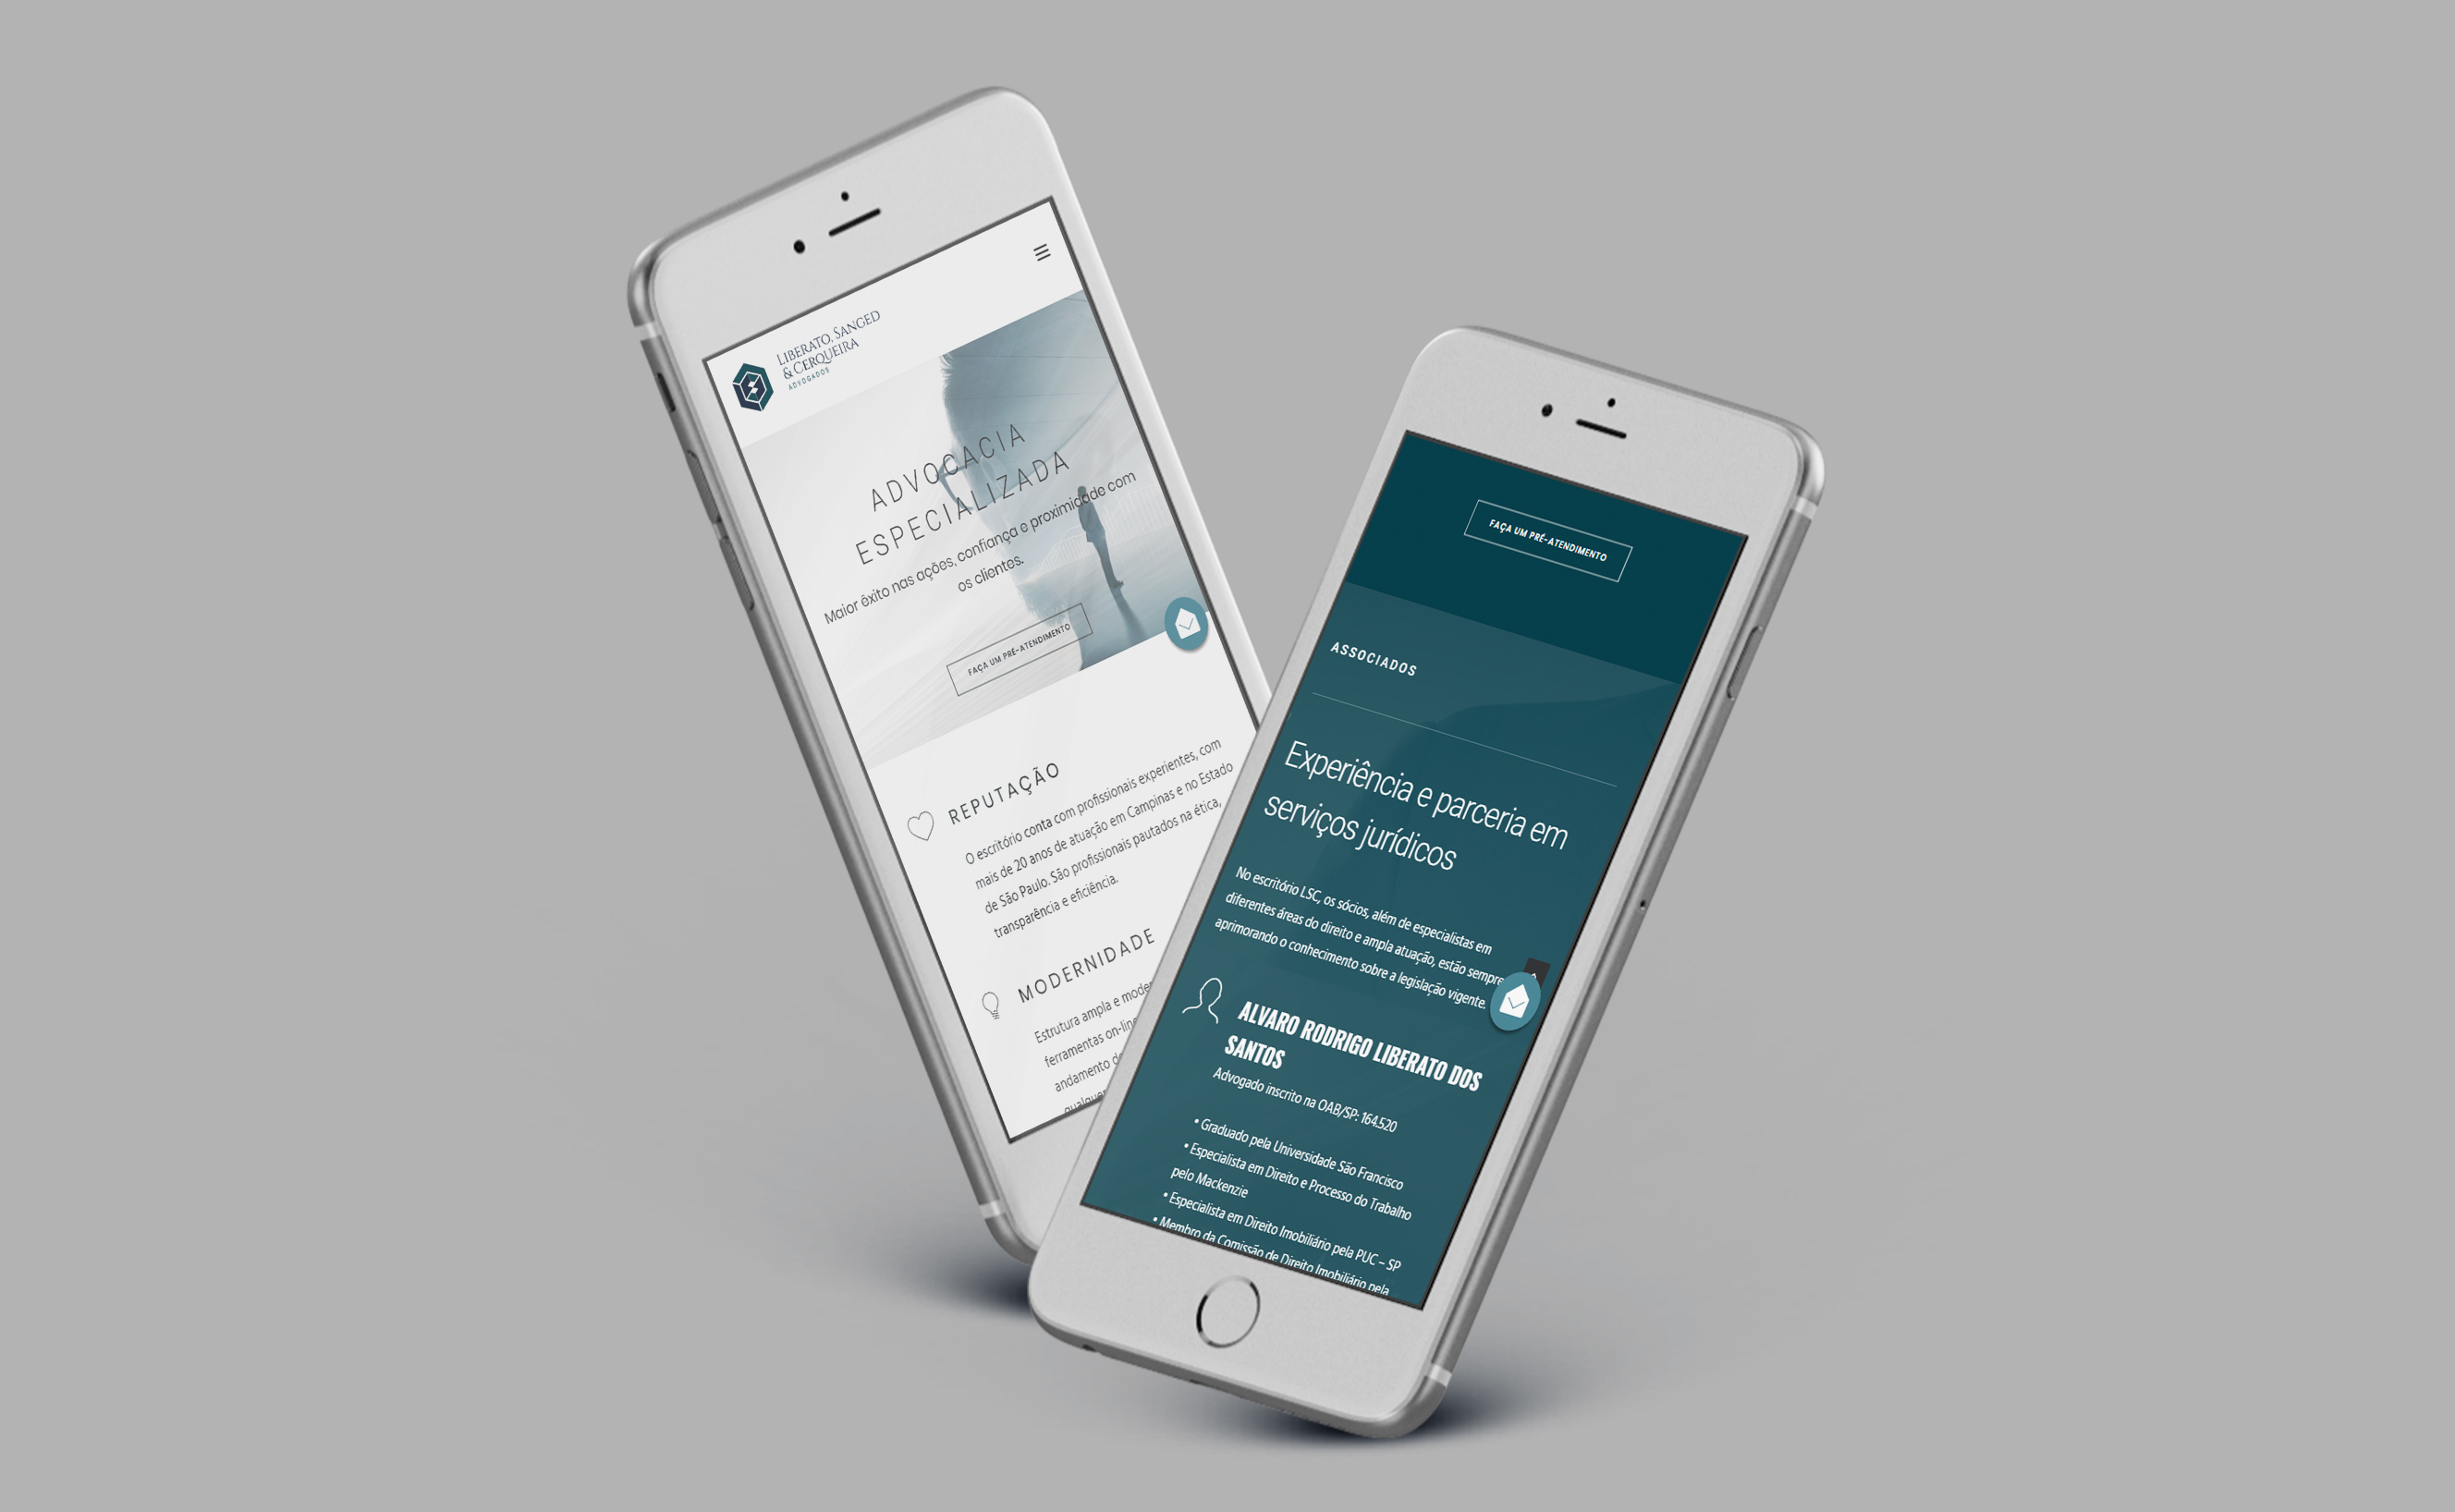 LIBERATO, SANGED
& CERQUEIRA
ADVOGADOS
ADVOCACIA
ESPECIALIZADA
Maior êxito nas ações, confiança e proximidade com
os clientes.
FAÇA UM PRÉ-ATENDIMENTO
REPUTAÇÃO
O escritório conta com profissionais experientes, com
mais de 20 anos de atuação em Campinas e no Estado
de São Paulo. São profissionais pautados na ética,
transparência e eficiência.
MODERNIDADE
Estrutura ampla e moder
ferramentas on-line
andamento d
qualquer
FAÇA UM PRÉ-ATENDIMENTO
ASSOCIADOS
Experiência e parceria em
serviços jurídicos
No escritório LSC, os sócios, além de especialistas em
diferentes áreas do direito e ampla atuação, estão sempre
aprimorando o conhecimento sobre a legislação vigente.
ALVARO RODRIGO LIBERATO DOS
SANTOS
Advogado inscrito na OAB/SP: 164.520
• Graduado pela Universidade São Francisco
• Especialista em Direito e Processo do Trabalho
pelo Mackenzie
• Especialista em Direito Imobiliário pela PUC – SP
• Membro da Comissão de Direito Imobiliário pela